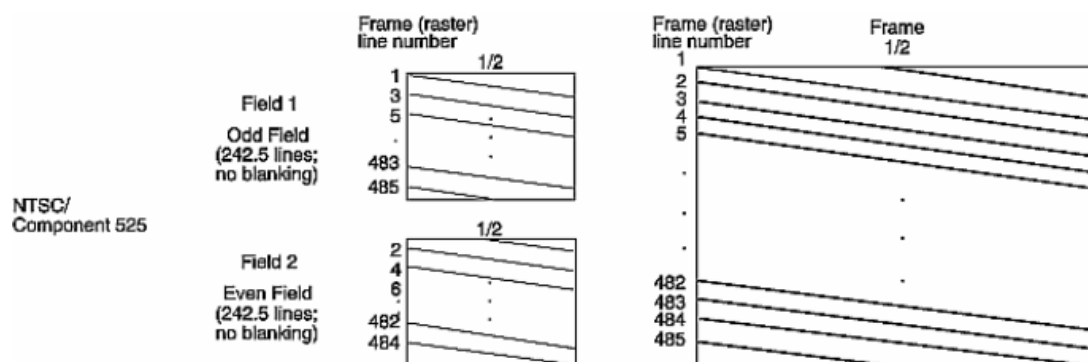 NTSC/
Component 525
Field 1
Odd Field
(242.5 lines;
no blanking)
Frame (raster)
line number
1/2
1
3
5
483
485
Field 2
Even Field
(242.5 lines;
no blanking)
1/2
2
4
6
482
484
Frame (raster)
line number
Frame
1/2
1
2
3
4
5
482
483
484
485